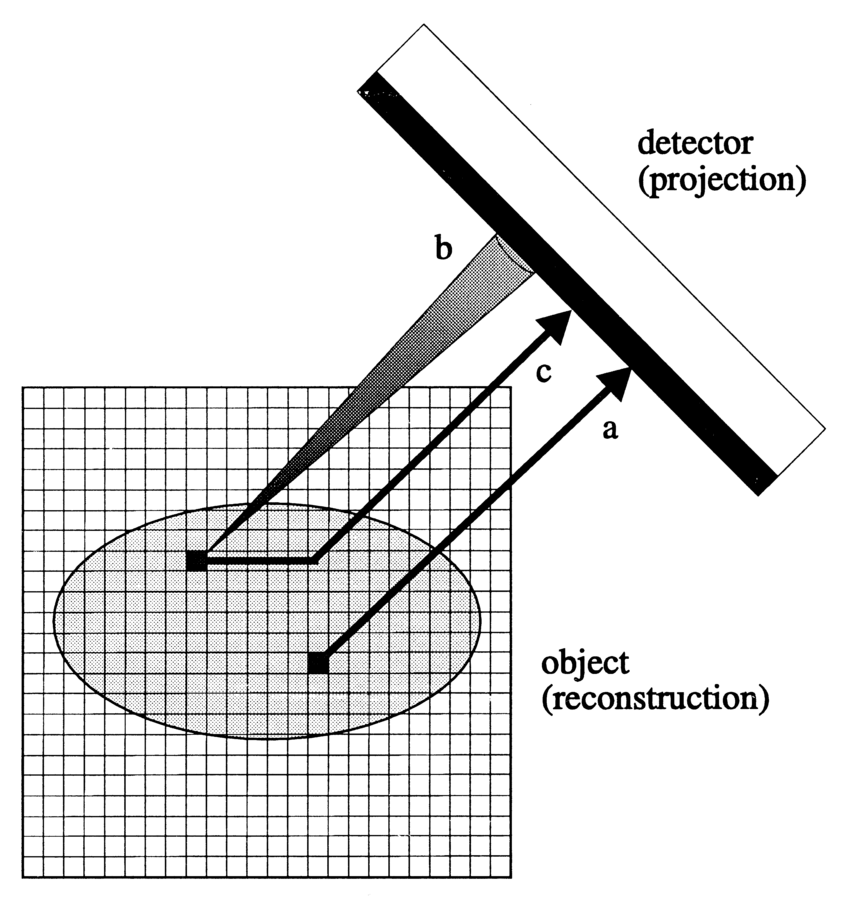 detector
(projection)
b
c
a
object
(reconstruction)